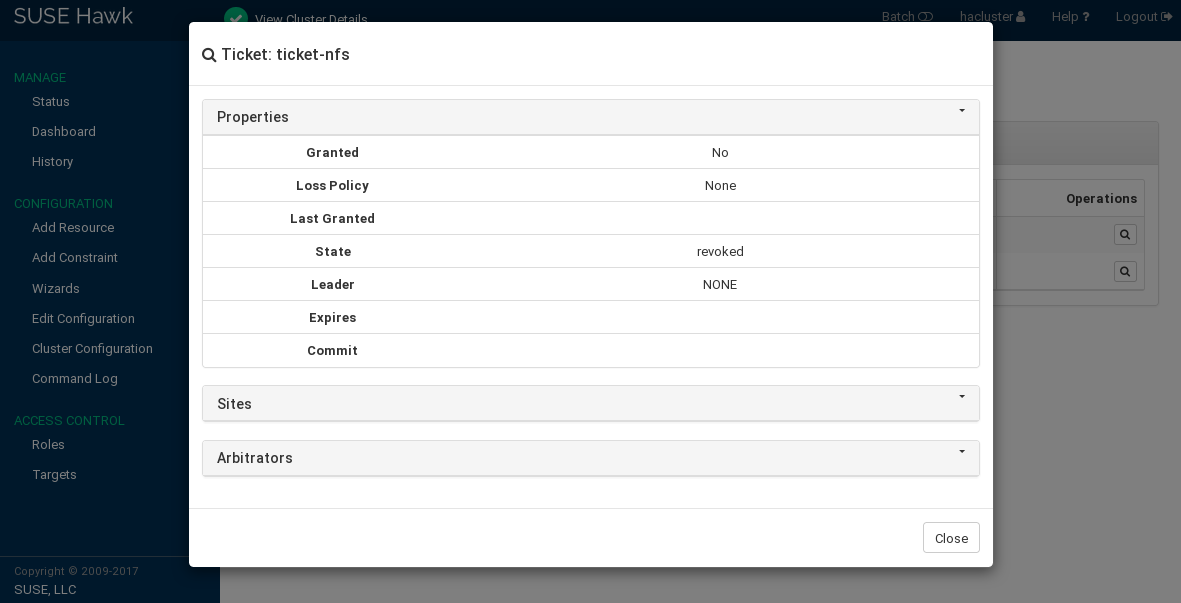 SUSE Hawk
View Cluster Details
Batch
hacluster
Help ?
Logout
MANAGE
Status
Dashboard
History
CONFIGURATION
Add Resource
Add Constraint
Wizards
Edit Configuration
Cluster Configuration
Command Log
ACCESS CONTROL
Roles
Targets
Copyright © 2009-2017
SUSE, LLC
Ticket: ticket-nfs
Properties
Granted No
Loss Policy None
Last Granted
State revoked
Leader NONE
Expires
Commit
Sites
Arbitrators
Close
Operations